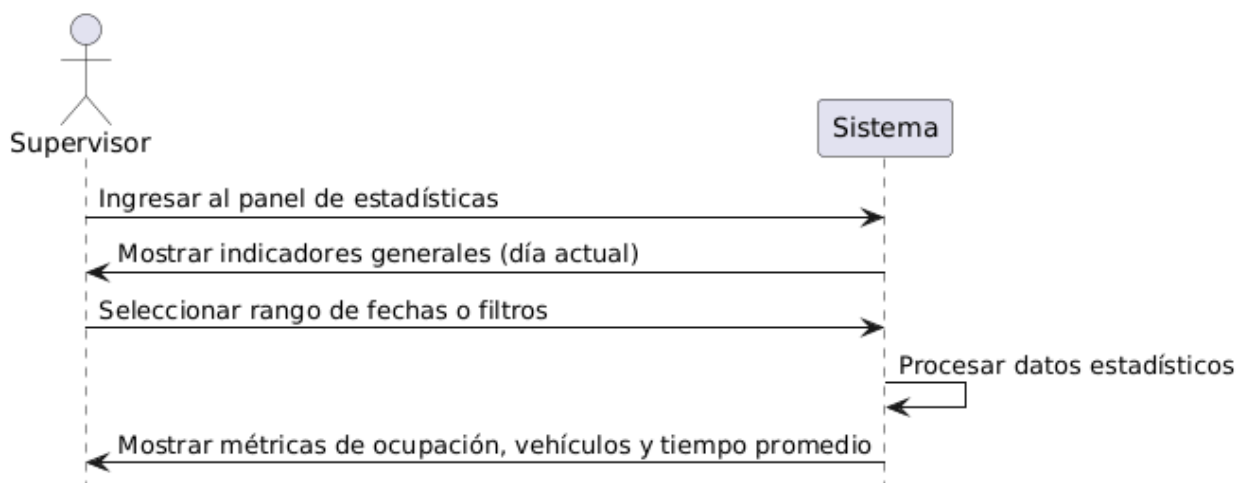 Supervisor
Sistema
Ingresar al panel de estadísticas
Mostrar indicadores generales (día actual)
Seleccionar rango de fechas o filtros
Procesar datos estadísticos
Mostrar métricas de ocupación, vehículos y tiempo promedio